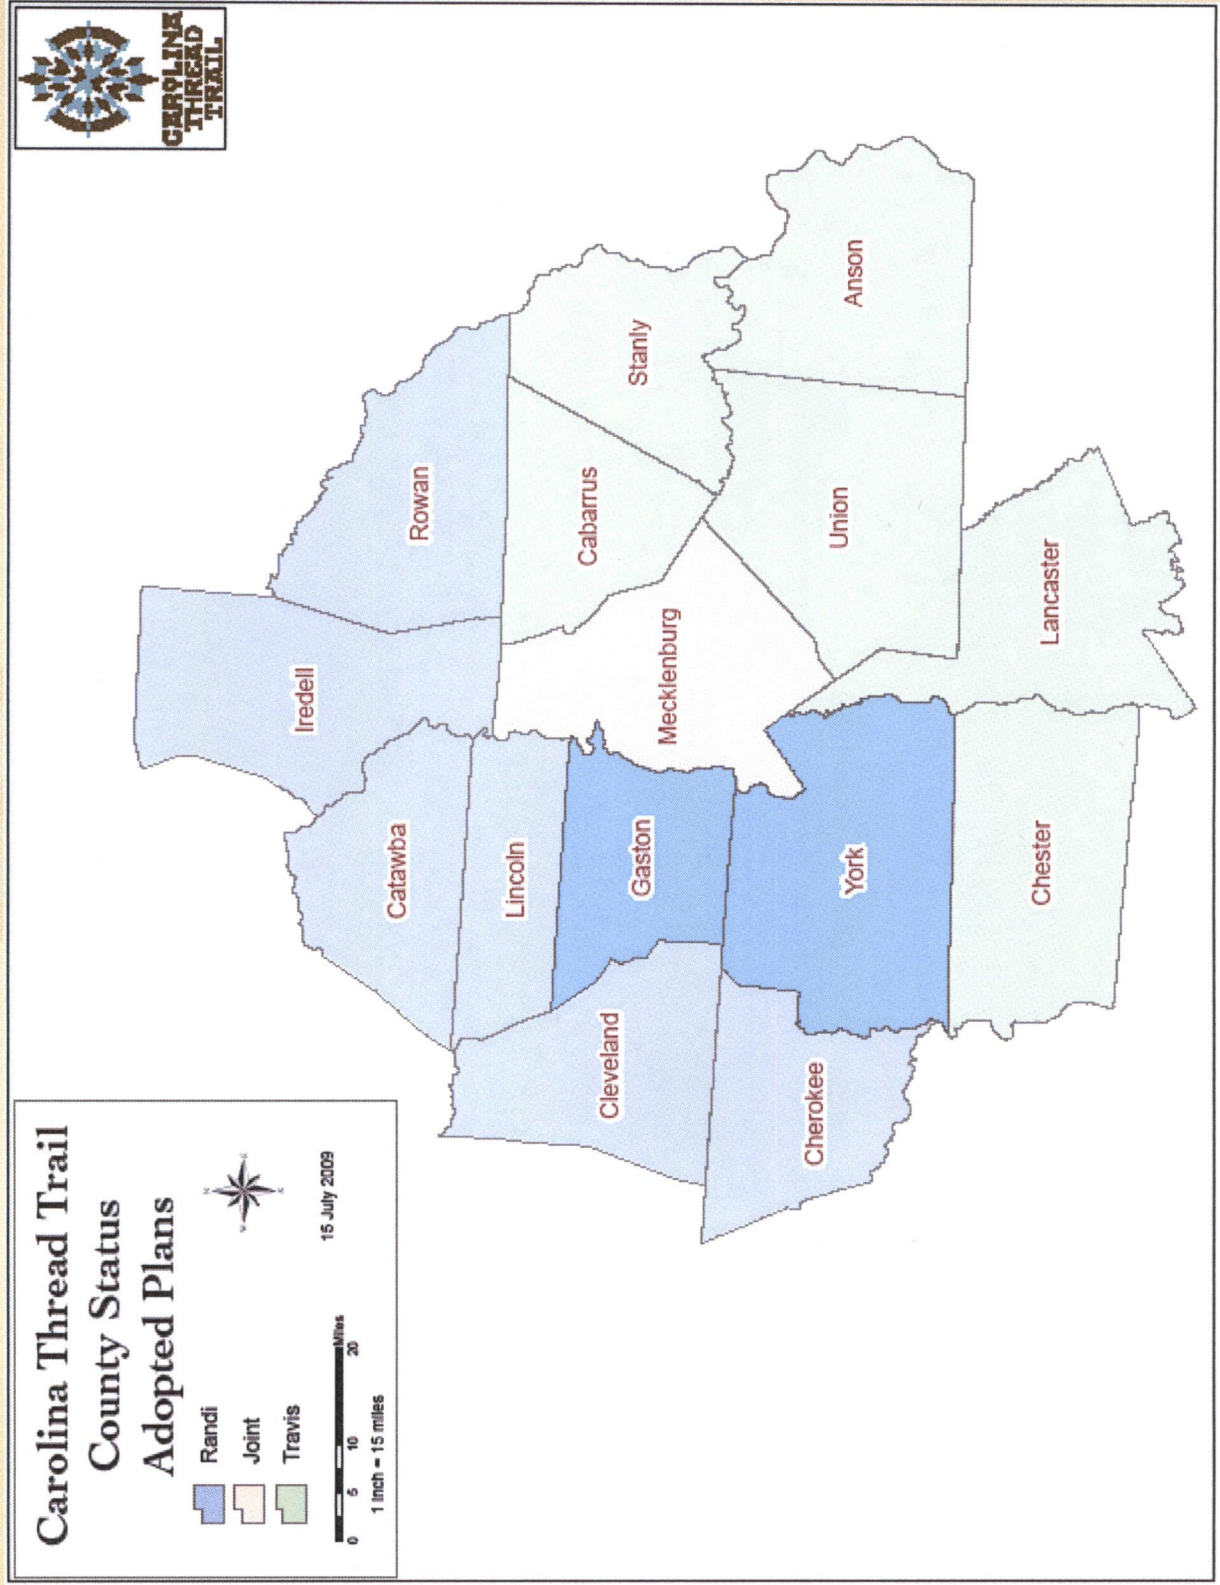 Carolina Thread Trail
County Status
Adopted Plans
Randi
Joint
Travis
0 5 10 20 Miles
1 inch = 15 miles
15 July 2009
CAROLINA
THREAD
TRAIL
Iredell
Rowan
Catawba
Lincoln
Cabarrus
Stanly
Gaston
Mecklenburg
Cleveland
Union
Anson
York
Cherokee
Lancaster
Chester